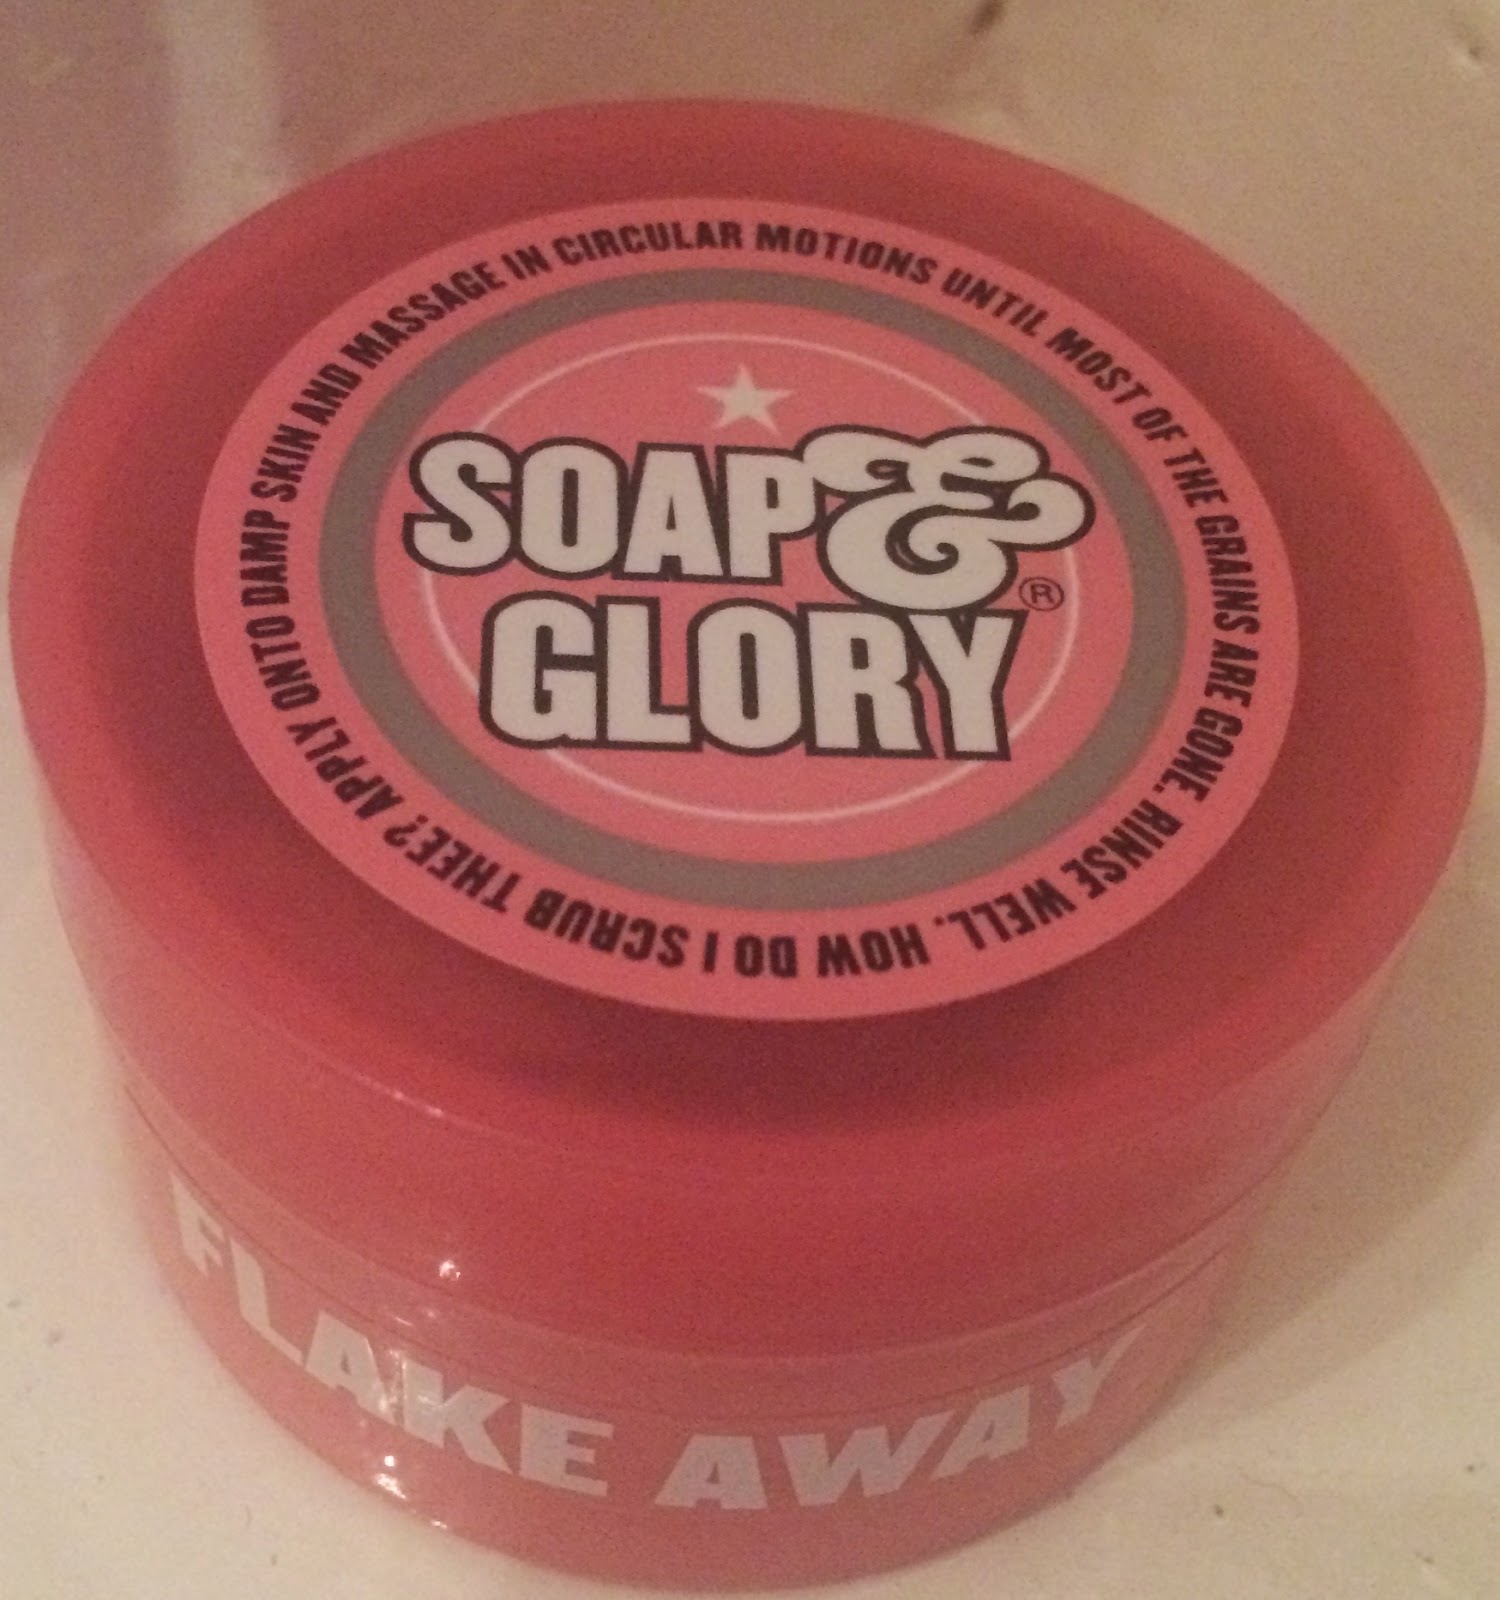 SOAP &
GLORY®
HOW DO I SCRUB THEE? APPLY ONTO DAMP SKIN AND MASSAGE IN CIRCULAR MOTIONS UNTIL MOST OF THE GRAINS ARE GONE. RINSE WELL.
FLAKE AWAY